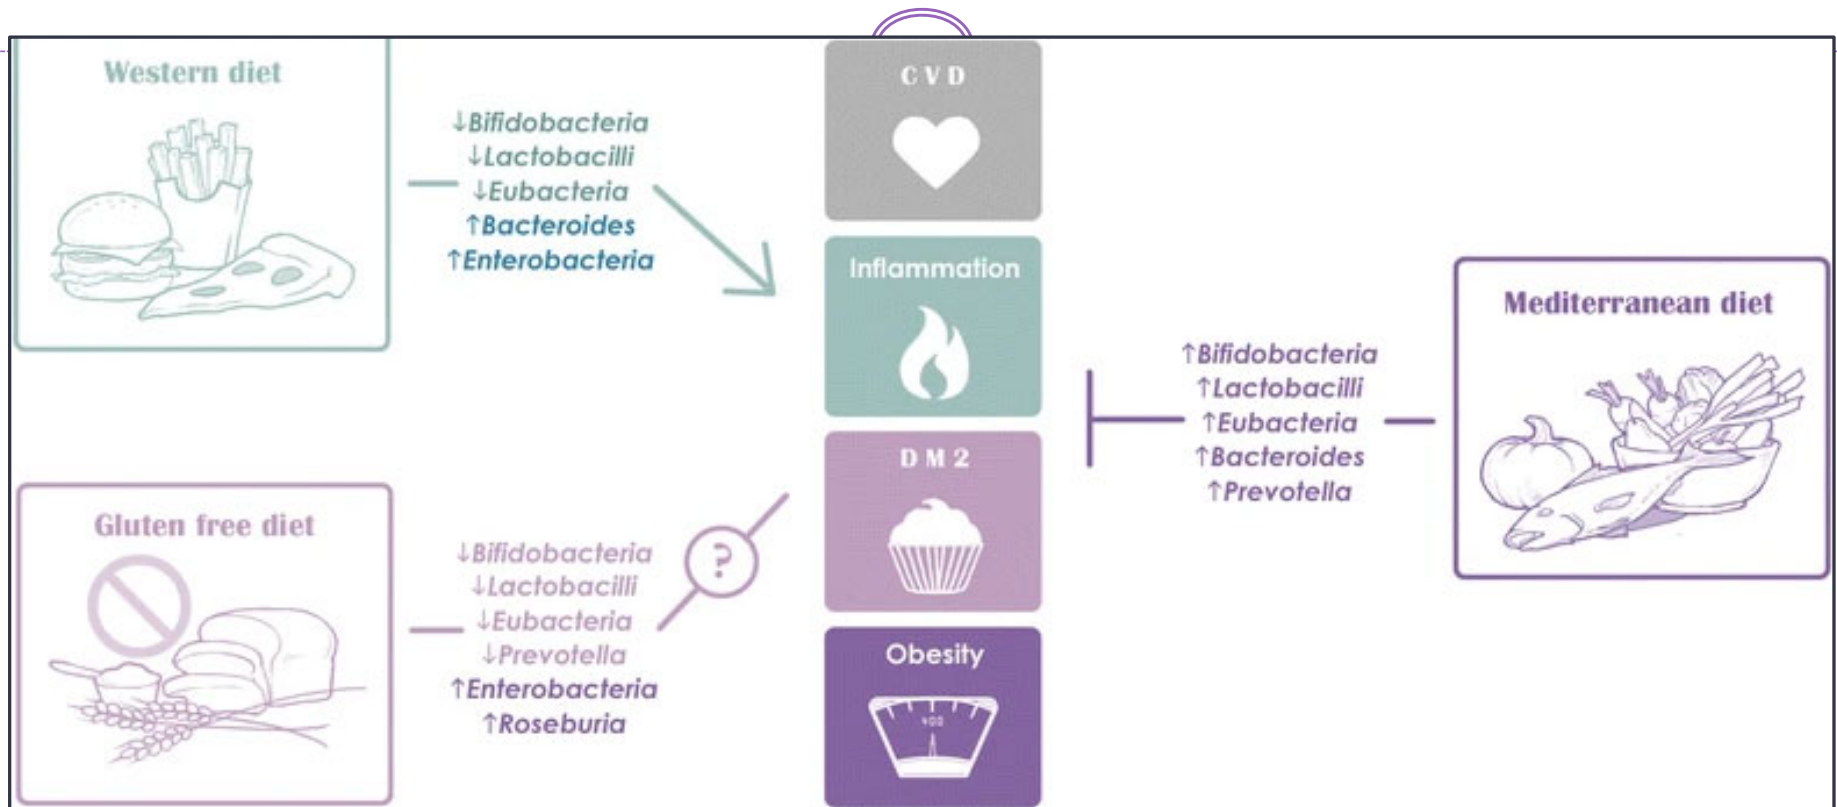 Western diet
↓Bifidobacteria
↓Lactobacilli
↓Eubacteria
↑Bacteroides
↑Enterobacteria
Gluten free diet
↓Bifidobacteria
↓Lactobacilli
↓Eubacteria
↓Prevotella
↑Enterobacteria
↑Roseburia
?
CVD
Inflammation
DM2
Obesity
400
↑Bifidobacteria
↑Lactobacilli
↑Eubacteria
↑Bacteroides
↑Prevotella
Mediterranean diet